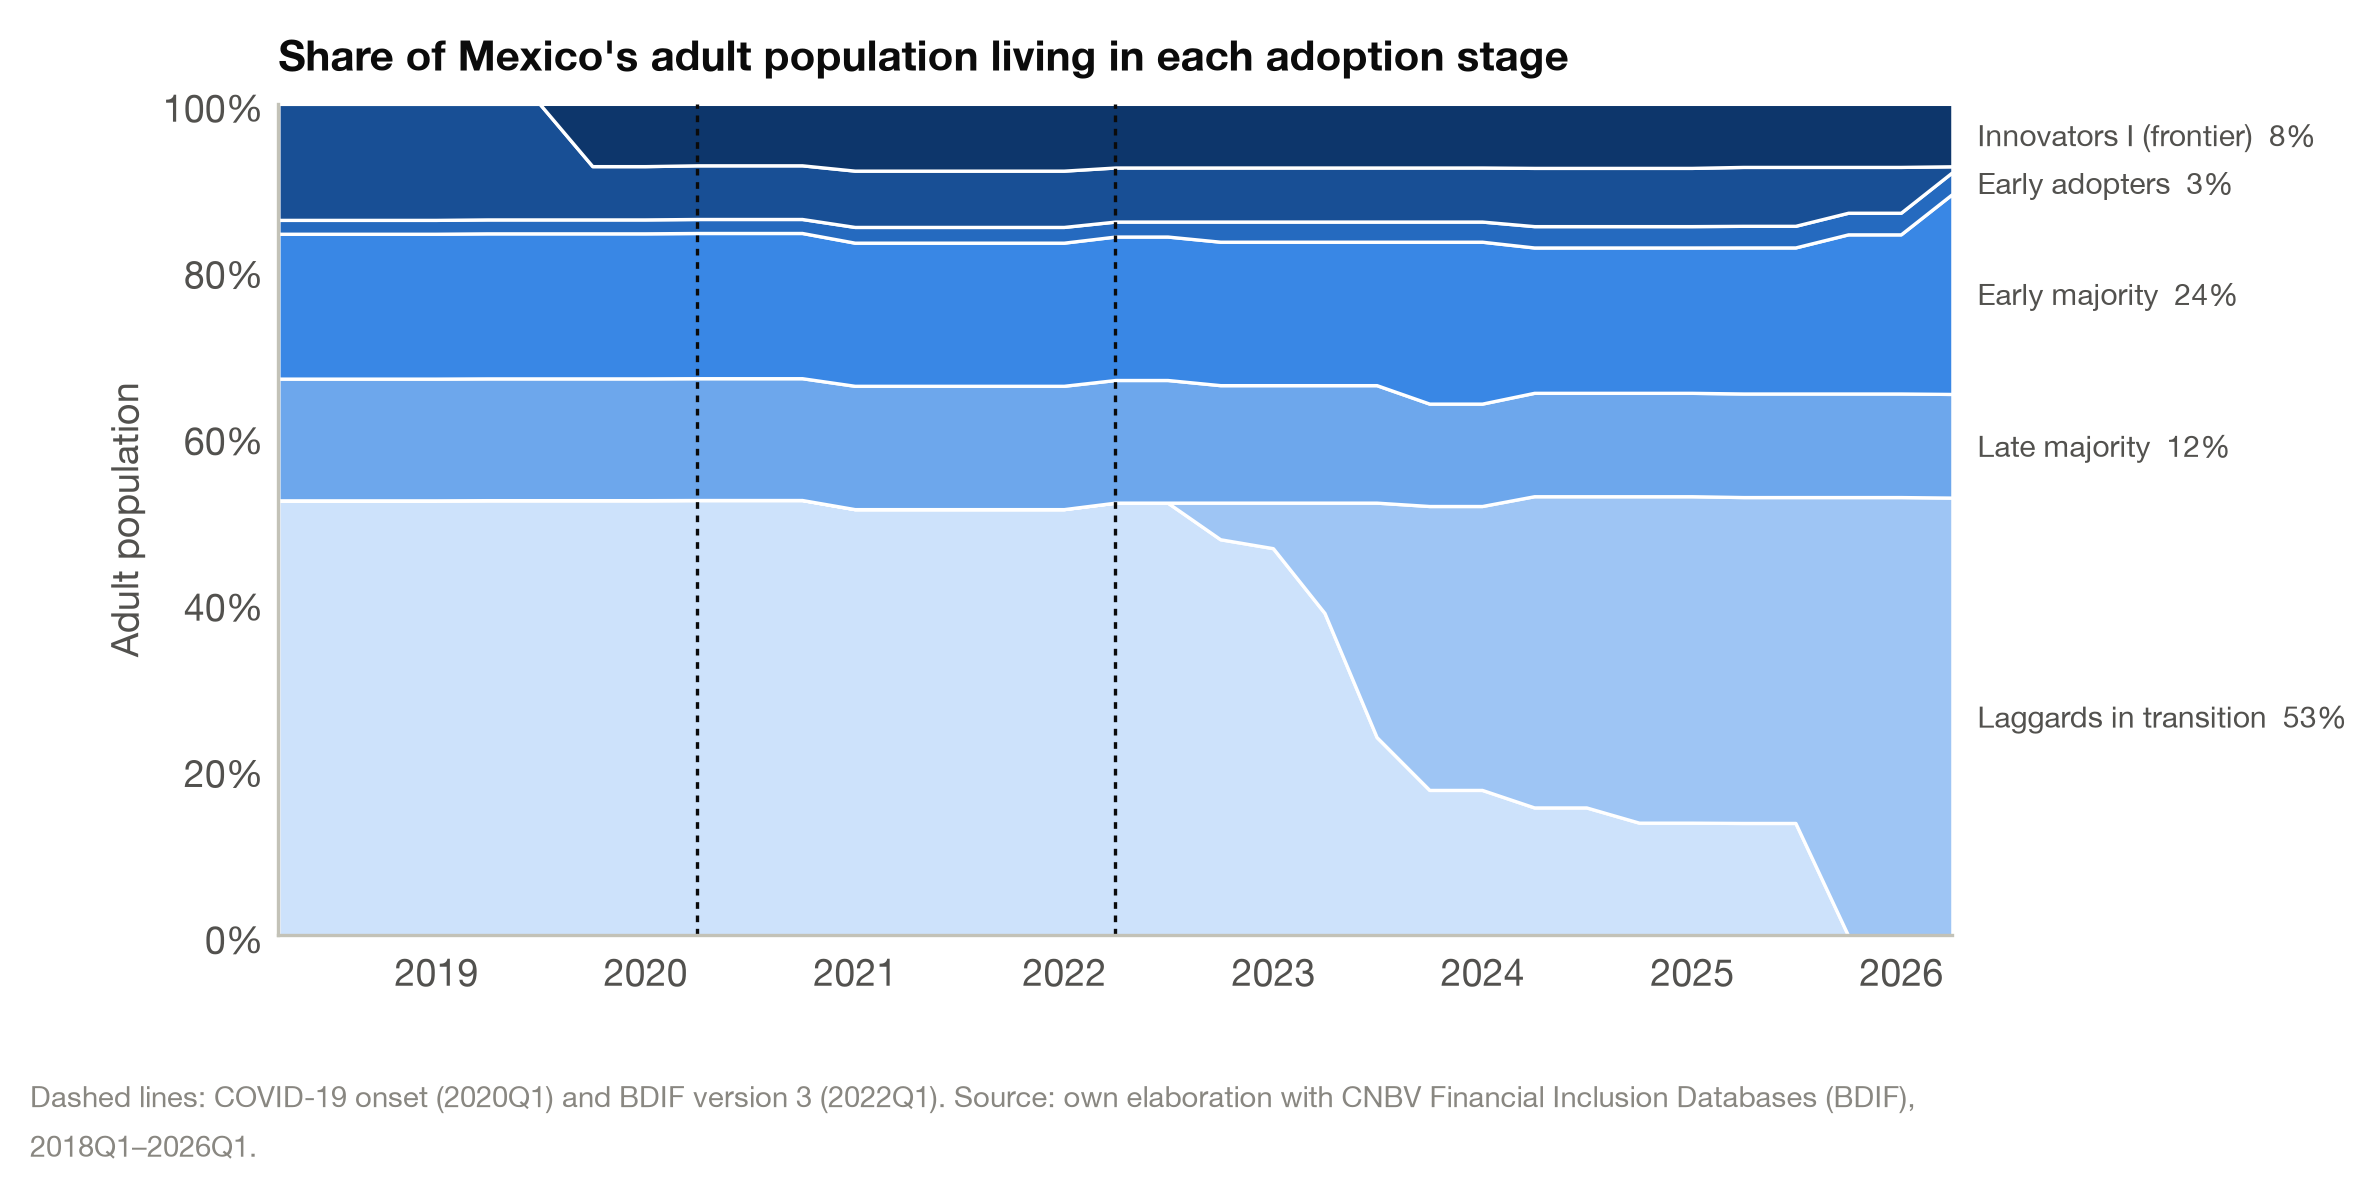 Share of Mexico's adult population living in each adoption stage
100%
80%
60%
40%
20%
0%
Adult population
2019 2020 2021 2022 2023 2024 2025 2026
Innovators I (frontier) 8%
Early adopters 3%
Early majority 24%
Late majority 12%
Laggards in transition 53%
Dashed lines: COVID-19 onset (2020Q1) and BDIF version 3 (2022Q1). Source: own elaboration with CNBV Financial Inclusion Databases (BDIF),
2018Q1–2026Q1.